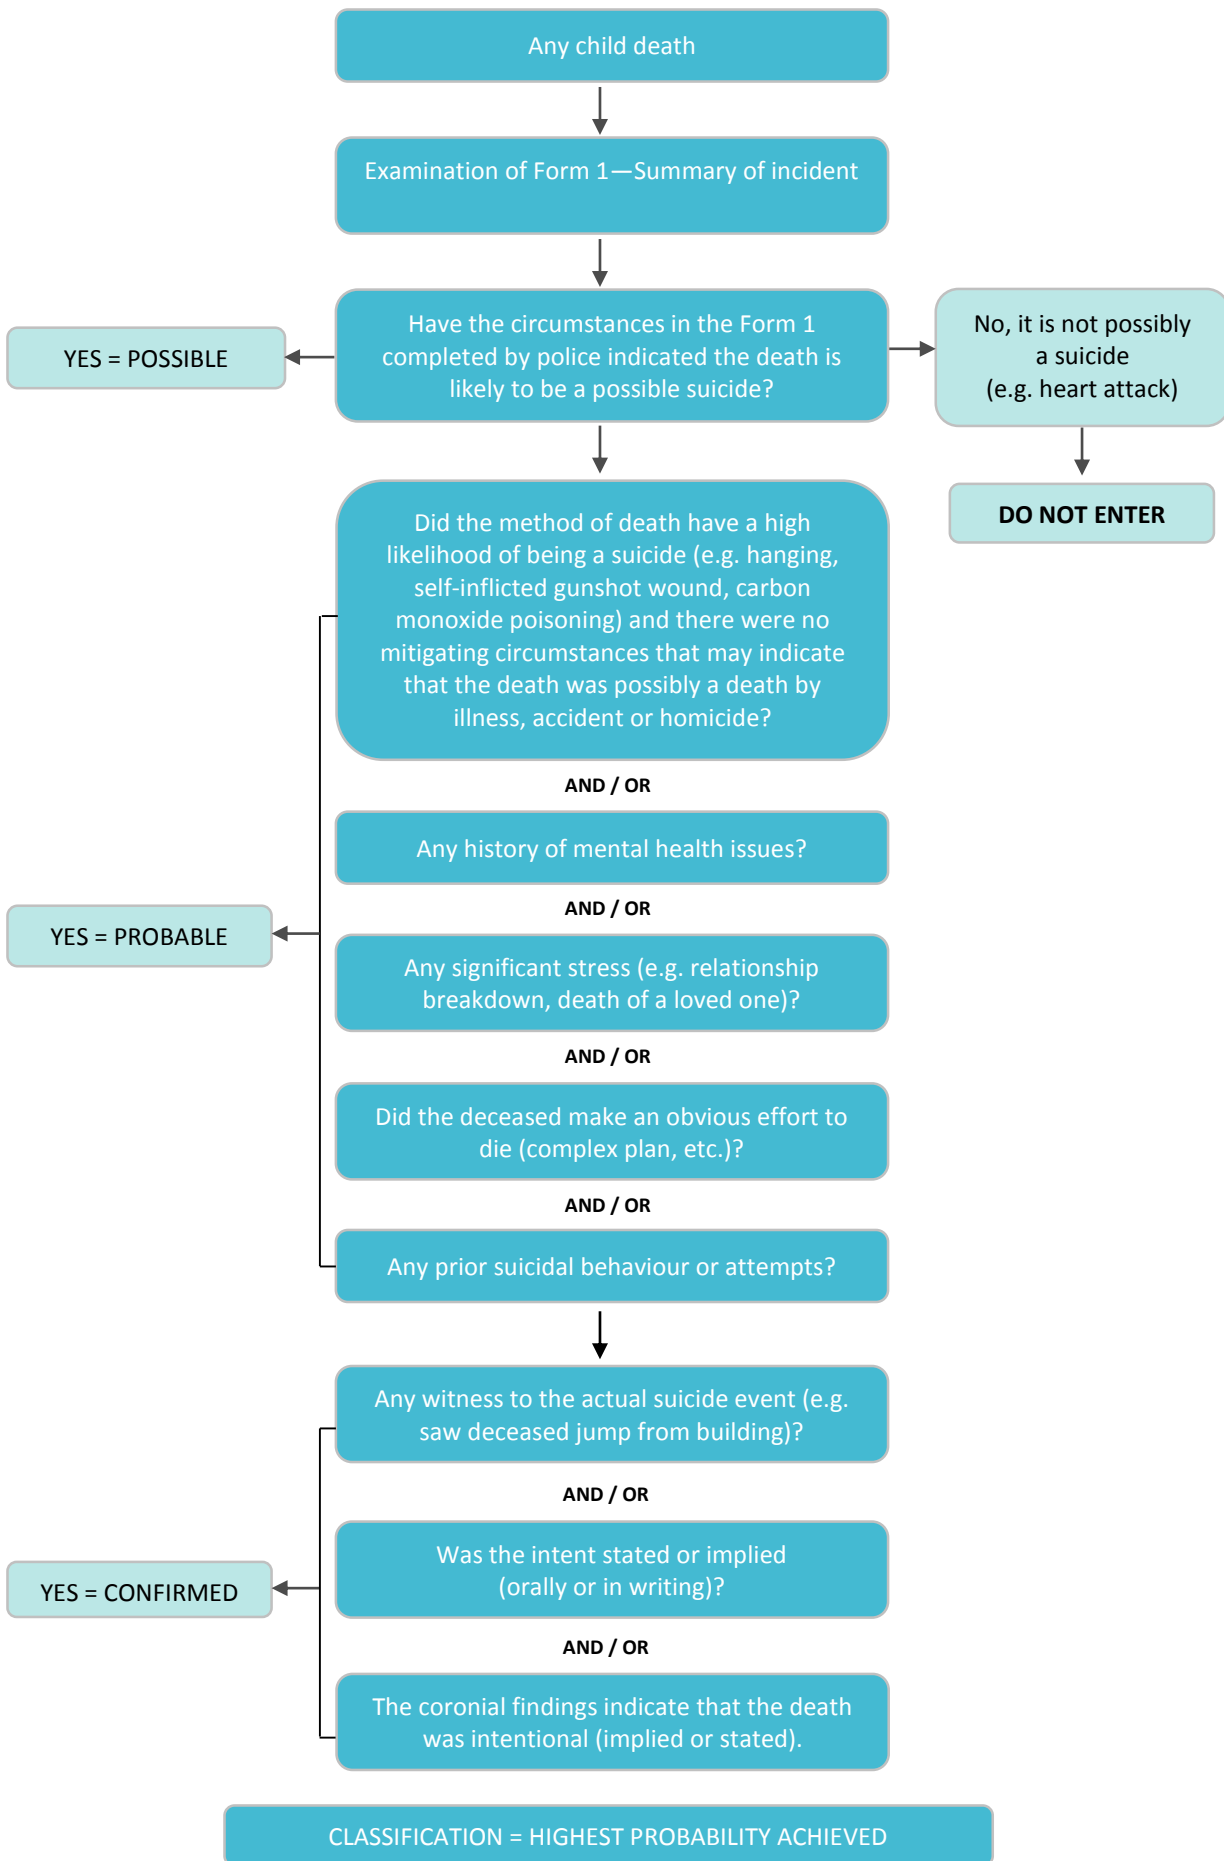 Any child death
Examination of Form 1—Summary of incident
Have the circumstances in the Form 1
completed by police indicated the death is
likely to be a possible suicide?
YES = POSSIBLE
No, it is not possibly
a suicide
(e.g. heart attack)
DO NOT ENTER
Did the method of death have a high
likelihood of being a suicide (e.g. hanging,
self-inflicted gunshot wound, carbon
monoxide poisoning) and there were no
mitigating circumstances that may indicate
that the death was possibly a death by
illness, accident or homicide?
AND / OR
Any history of mental health issues?
AND / OR
YES = PROBABLE
Any significant stress (e.g. relationship
breakdown, death of a loved one)?
AND / OR
Did the deceased make an obvious effort to
die (complex plan, etc.)?
AND / OR
Any prior suicidal behaviour or attempts?
Any witness to the actual suicide event (e.g.
saw deceased jump from building)?
AND / OR
Was the intent stated or implied
(orally or in writing)?
YES = CONFIRMED
AND / OR
The coronial findings indicate that the death
was intentional (implied or stated).
CLASSIFICATION = HIGHEST PROBABILITY ACHIEVED